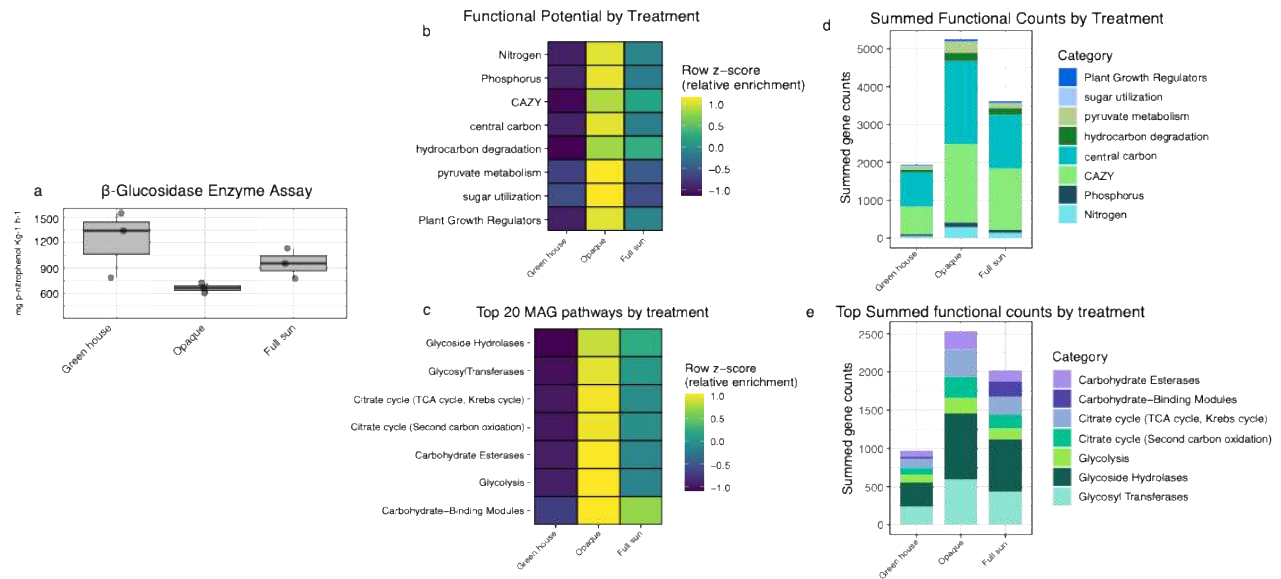 a
β-Glucosidase Enzyme Assay
mg p-nitrophenol Kg-1 h-1
1500
1200
900
600
Green house
Opaque
Full sun
b
Functional Potential by Treatment
Nitrogen
Phosphorus
CAZY
central carbon
hydrocarbon degradation
pyruvate metabolism
sugar utilization
Plant Growth Regulators
Green house
Opaque
Full sun
Row z-score
(relative enrichment)
1.0
0.5
0.0
−0.5
−1.0
c
Top 20 MAG pathways by treatment
Glycoside Hydrolases
GlycosylTransferases
Citrate cycle (TCA cycle, Krebs cycle)
Citrate cycle (Second carbon oxidation)
Carbohydrate Esterases
Glycolysis
Carbohydrate−Binding Modules
Green house
Opaque
Full sun
Row z-score
(relative enrichment)
1.0
0.5
0.0
−0.5
−1.0
d
Summed Functional Counts by Treatment
Summed gene counts
5000
4000
3000
2000
1000
0
Green house
Opaque
Full sun
Category
Plant Growth Regulators
sugar utilization
pyruvate metabolism
hydrocarbon degradation
central carbon
CAZY
Phosphorus
Nitrogen
e
Top Summed functional counts by treatment
Summed gene counts
2500
2000
1500
1000
500
0
Green house
Opaque
Full sun
Category
Carbohydrate Esterases
Carbohydrate−Binding Modules
Citrate cycle (TCA cycle, Krebs cycle)
Citrate cycle (Second carbon oxidation)
Glycolysis
Glycoside Hydrolases
Glycosyl Transferases